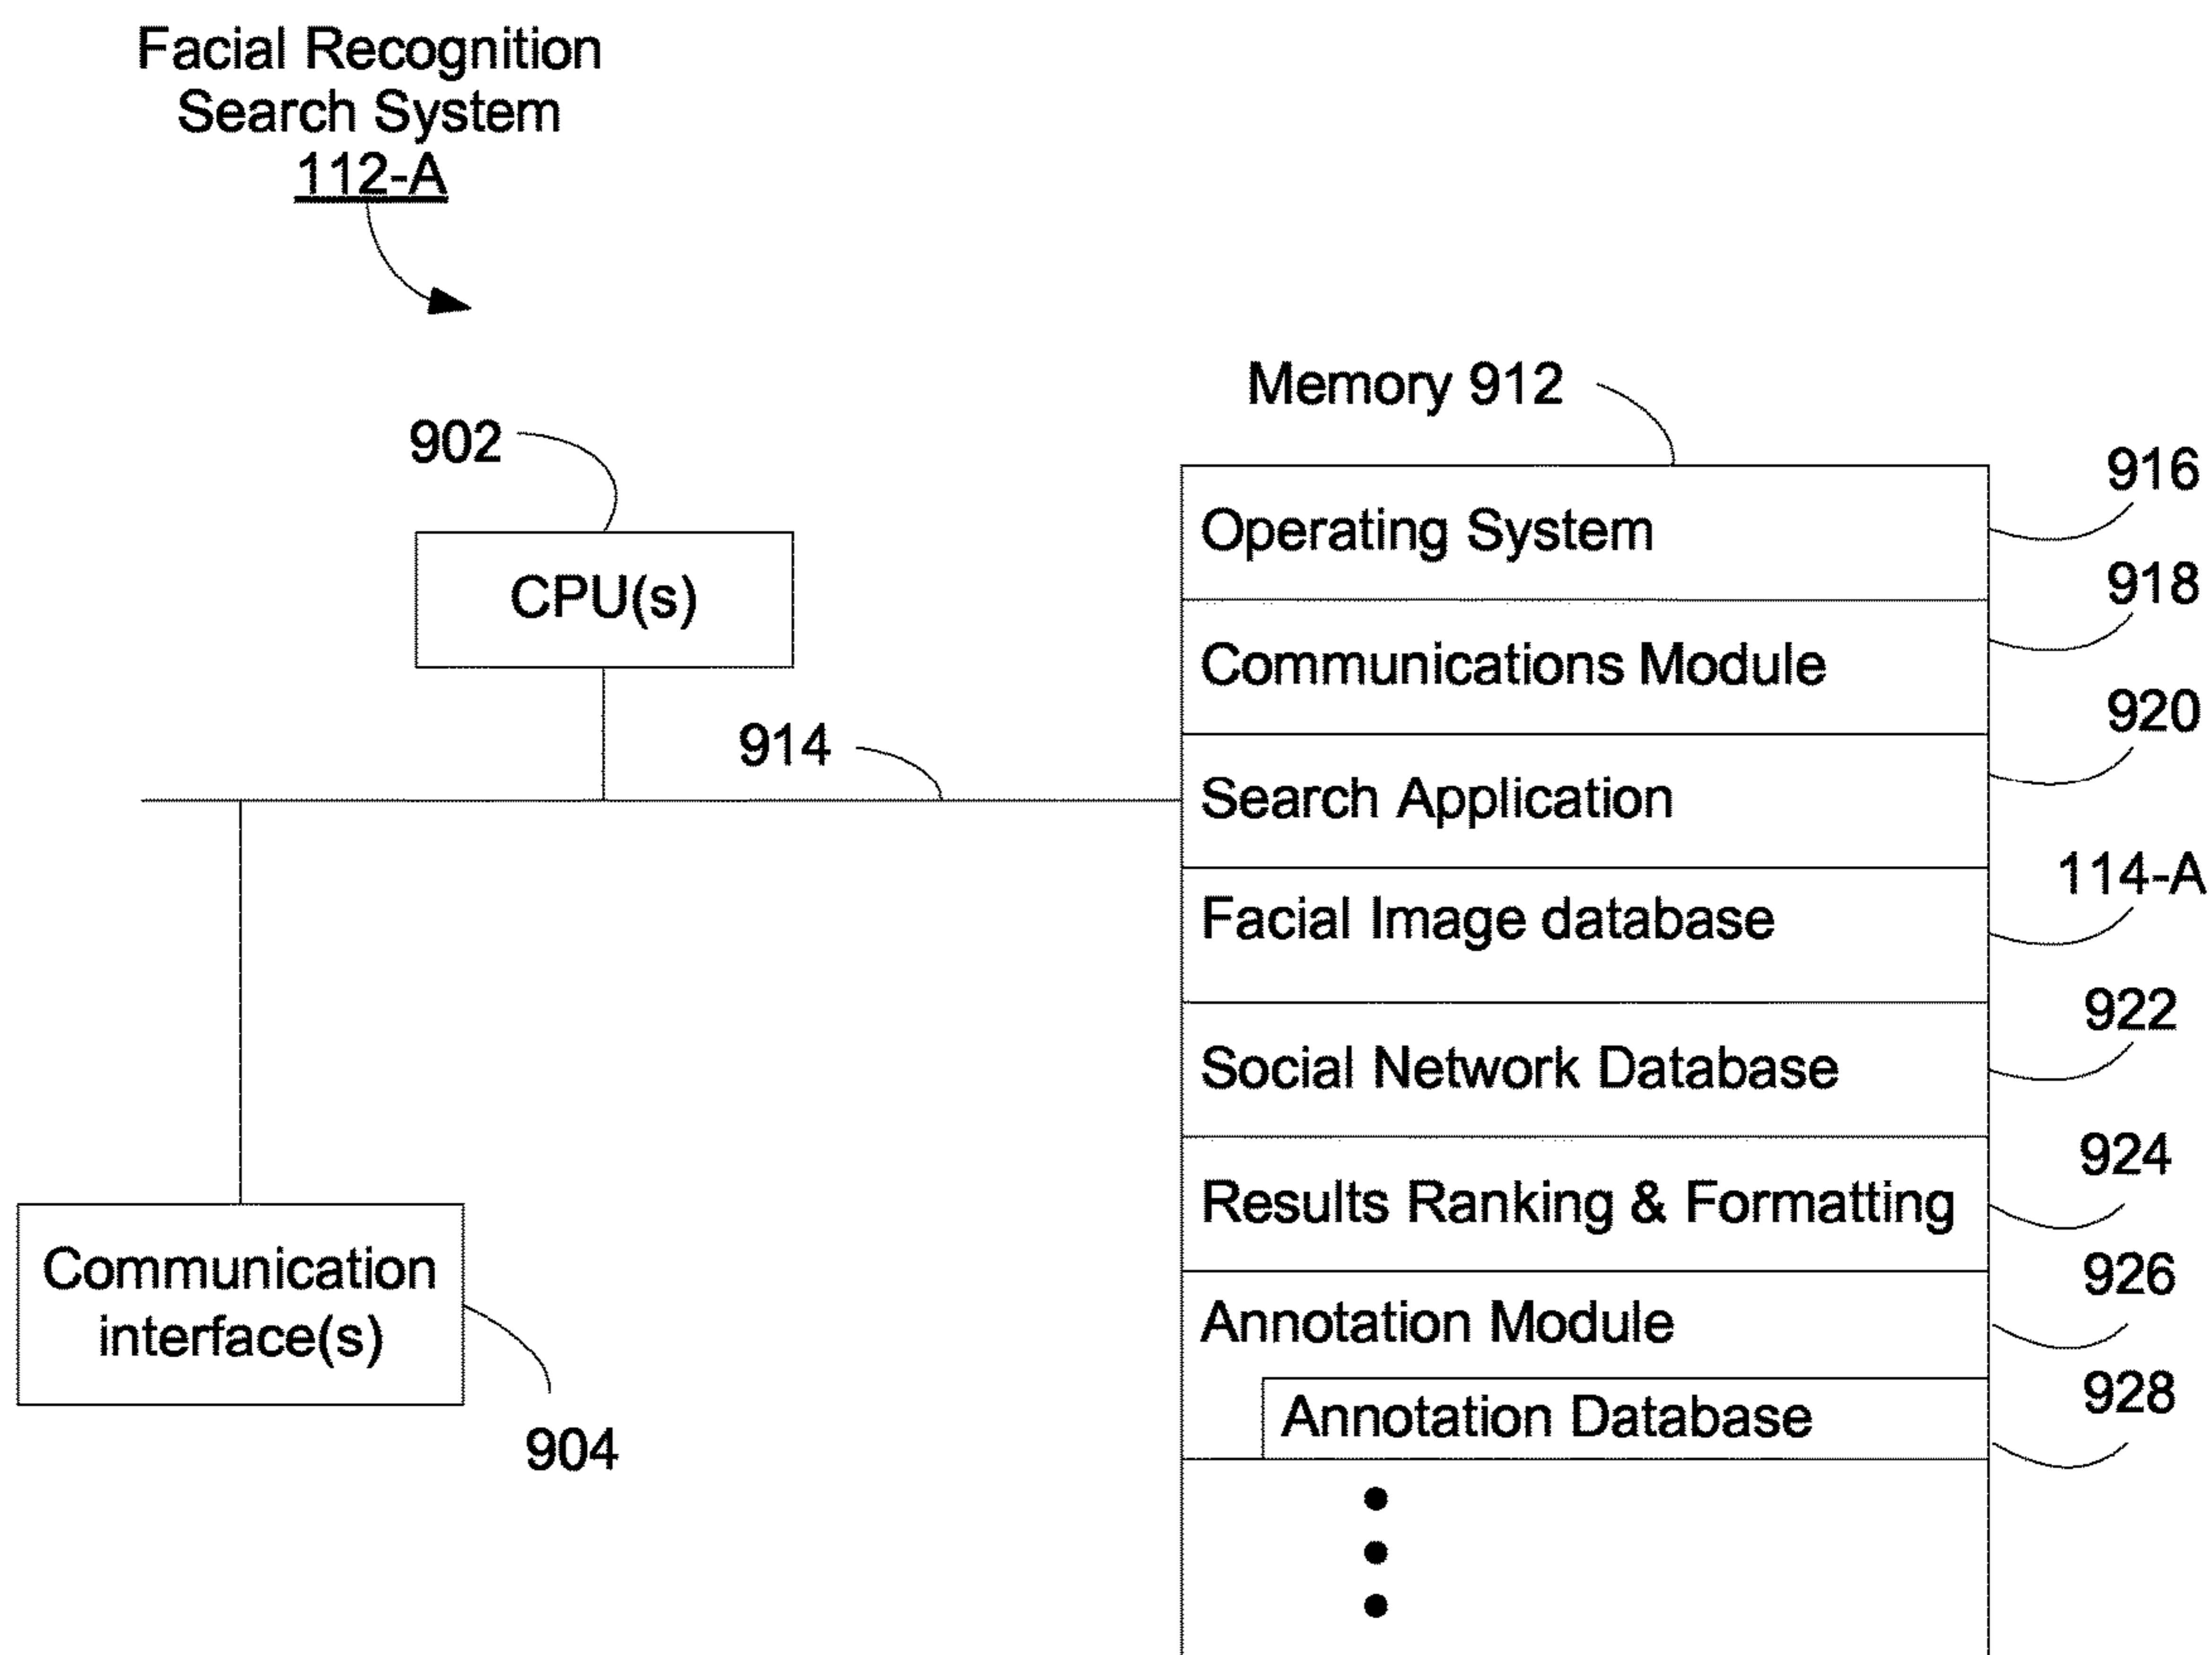 Facial Recognition
Search System
112-A
Memory 912
902
916
Operating System
918
CPU(s)
Communications Module
920
914
Search Application
114-A
Facial Image database
922
Social Network Database
924
Results Ranking & Formatting
926
Communication
interface(s)
Annotation Module
928
Annotation Database
904